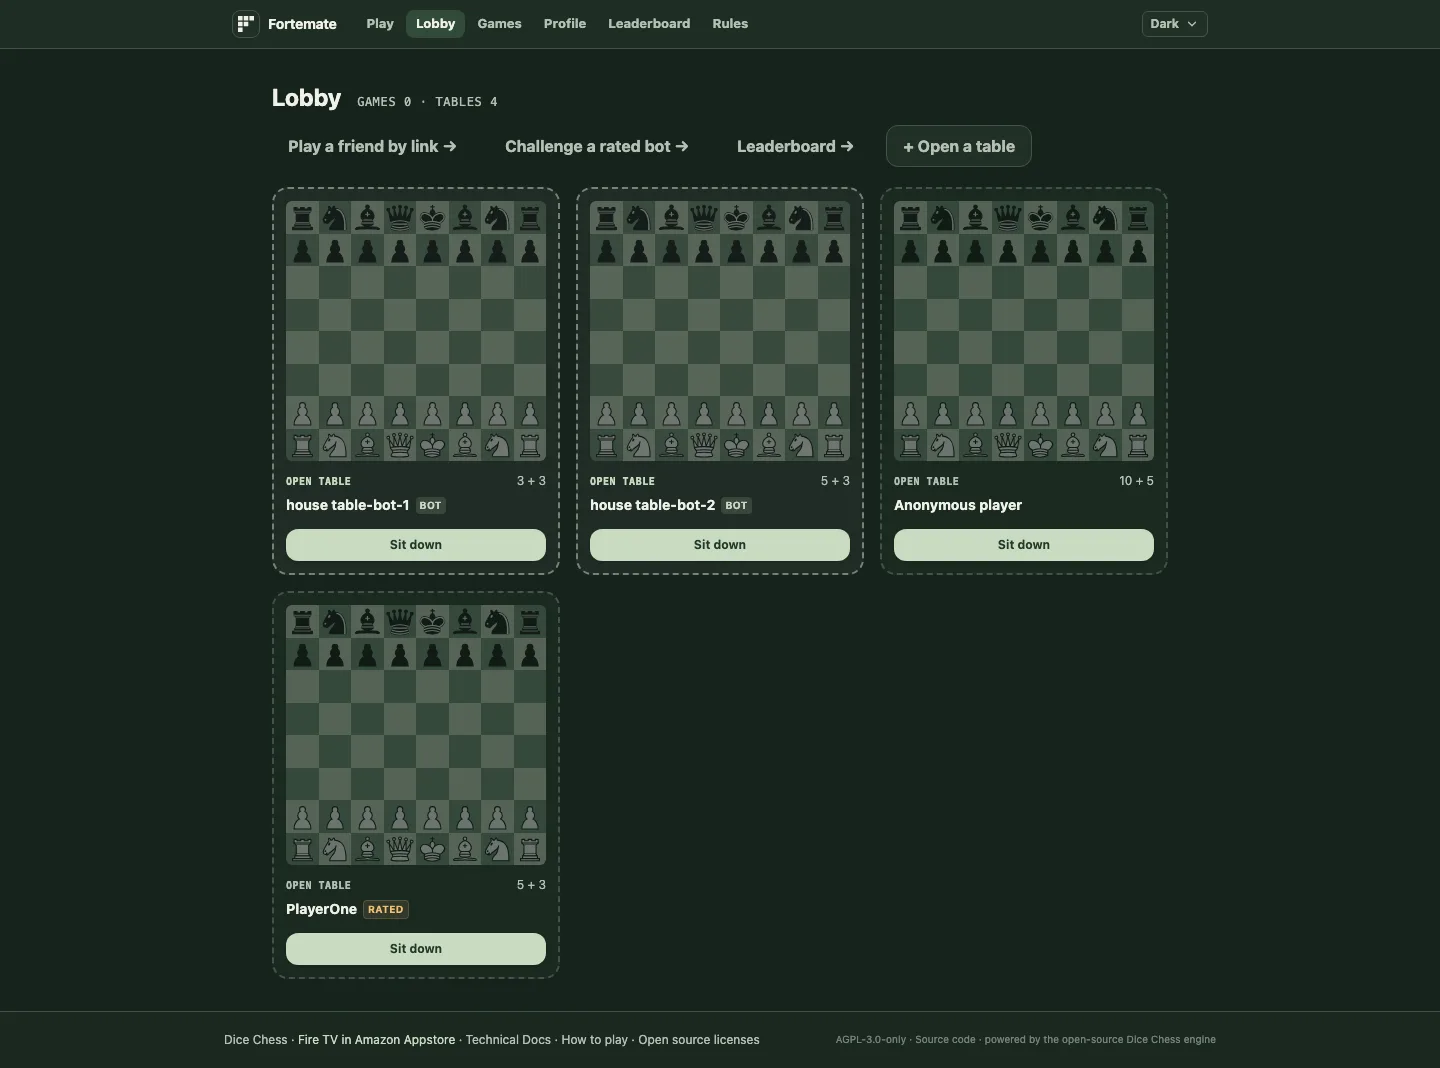 Fortemate Play Lobby Games Profile Leaderboard Rules Dark
Lobby GAMES 0 · TABLES 4
Play a friend by link → Challenge a rated bot → Leaderboard → + Open a table
OPEN TABLE 3 + 3
house table-bot-1 BOT
Sit down
OPEN TABLE 5 + 3
house table-bot-2 BOT
Sit down
OPEN TABLE 10 + 5
Anonymous player
Sit down
OPEN TABLE 5 + 3
PlayerOne RATED
Sit down
Dice Chess · Fire TV in Amazon Appstore · Technical Docs · How to play · Open source licenses
AGPL-3.0-only · Source code · powered by the open-source Dice Chess engine